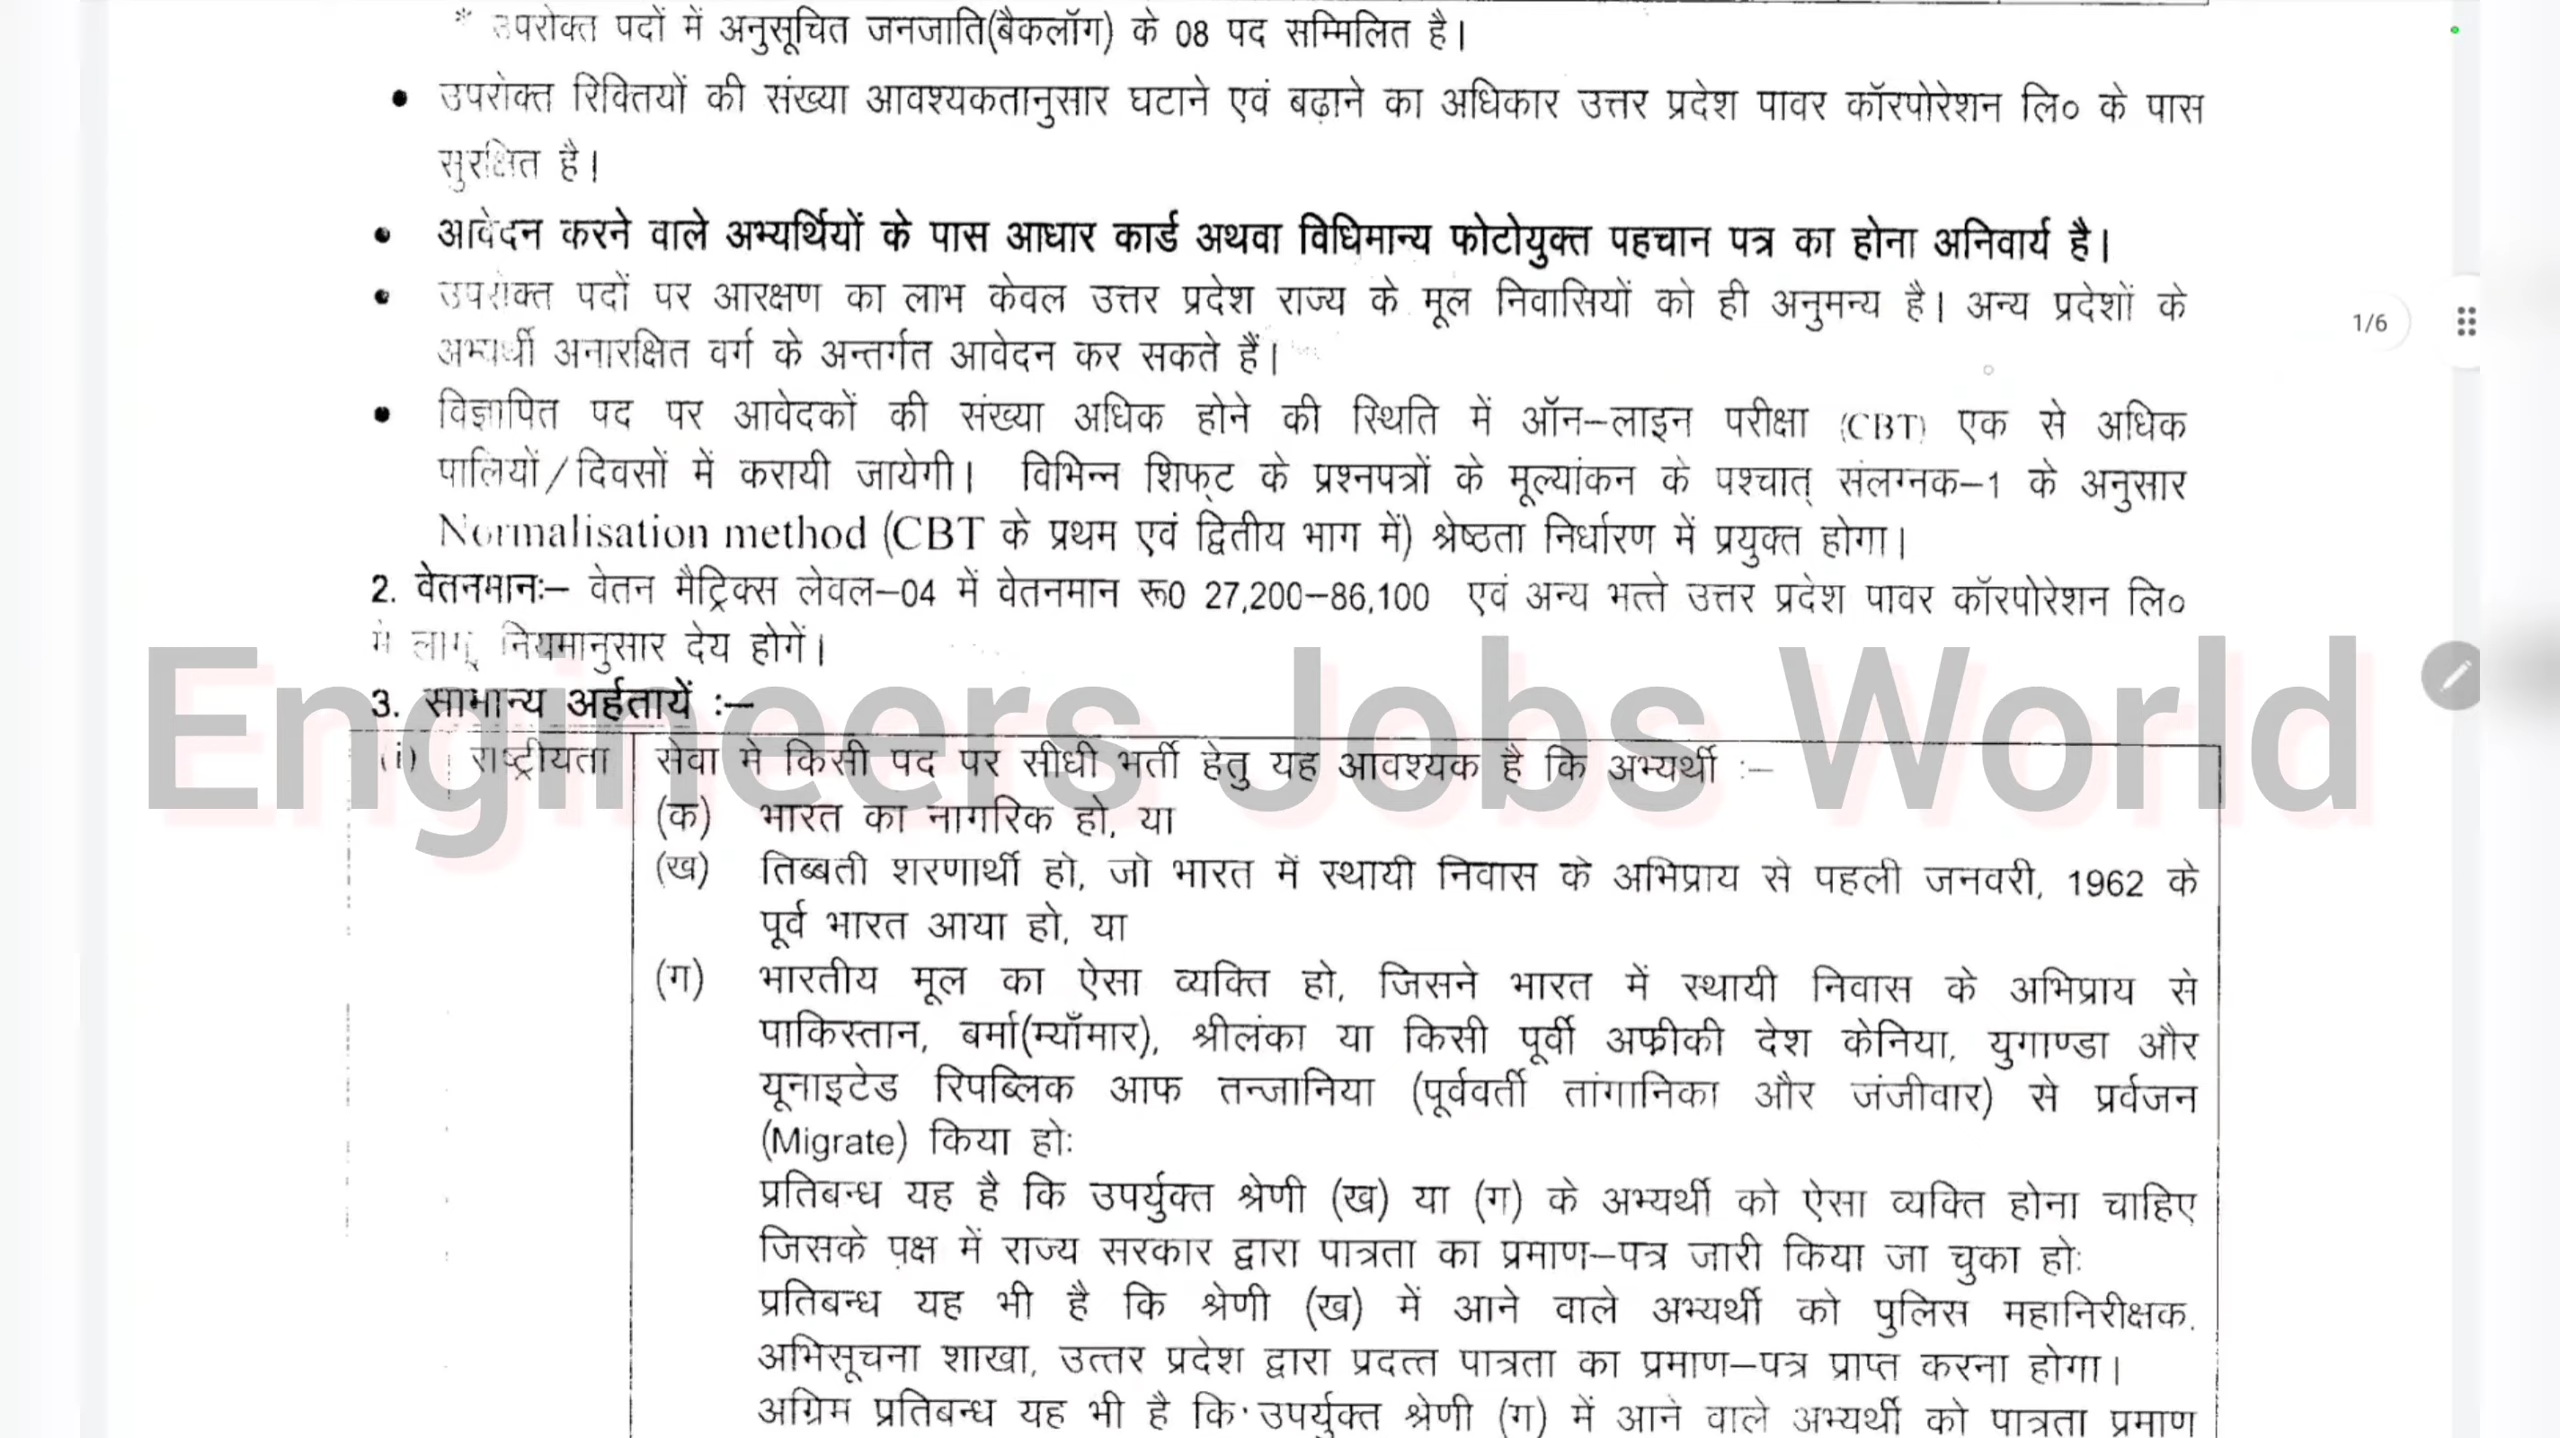 * उपरोक्त पदों में अनुसूचित जनजाति(बैकलॉग) के 08 पद सम्मिलित है।
• उपरोक्त रिक्तियों की संख्या आवश्यकतानुसार घटाने एवं बढ़ाने का अधिकार उत्तर प्रदेश पावर कॉरपोरेशन लि० के पास
सुरक्षित है।
• आवेदन करने वाले अभ्यर्थियों के पास आधार कार्ड अथवा विधिमान्य फोटोयुक्त पहचान पत्र का होना अनिवार्य है।
• उपरोक्त पदों पर आरक्षण का लाभ केवल उत्तर प्रदेश राज्य के मूल निवासियों को ही अनुमन्य है। अन्य प्रदेशों के
1/6
अभ्यर्थी अनारक्षित वर्ग के अन्तर्गत आवेदन कर सकते हैं।
• विज्ञापित पद पर आवेदकों की संख्या अधिक होने की स्थिति में ऑन–लाइन परीक्षा (CBT) एक से अधिक
पालियों/दिवसों में करायी जायेगी। विभिन्न शिफ्ट के प्रश्नपत्रों के मूल्यांकन के पश्चात् संलग्नक–1 के अनुसार
Normalisation method (CBT के प्रथम एवं द्वितीय भाग में) श्रेष्ठता निर्धारण में प्रयुक्त होगा।
2. वेतनमानः– वेतन मैट्रिक्स लेवल–04 में वेतनमान रू0 27,200–86,100 एवं अन्य भत्ते उत्तर प्रदेश पावर कॉरपोरेशन लि०
में लागू नियमानुसार देय होगें।
Engineers Jobs World
3. सामान्य अर्हतायें :–
(i) राष्ट्रीयता सेवा मे किसी पद पर सीधी भर्ती हेतु यह आवश्यक है कि अभ्यर्थी :–
(क) भारत का नागरिक हो, या
(ख) तिब्बती शरणार्थी हो, जो भारत में स्थायी निवास के अभिप्राय से पहली जनवरी, 1962 के
पूर्व भारत आया हो, या
(ग) भारतीय मूल का ऐसा व्यक्ति हो, जिसने भारत में स्थायी निवास के अभिप्राय से
पाकिस्तान, बर्मा(म्याँमार), श्रीलंका या किसी पूर्वी अफ्रीकी देश केनिया, युगाण्डा और
यूनाइटेड रिपब्लिक आफ तन्जानिया (पूर्ववर्ती तांगानिका और जंजीवार) से प्रर्वजन
(Migrate) किया होः
प्रतिबन्ध यह है कि उपर्युक्त श्रेणी (ख) या (ग) के अभ्यर्थी को ऐसा व्यक्ति होना चाहिए
जिसके पक्ष में राज्य सरकार द्वारा पात्रता का प्रमाण–पत्र जारी किया जा चुका होः
प्रतिबन्ध यह भी है कि श्रेणी (ख) में आने वाले अभ्यर्थी को पुलिस महानिरीक्षक,
अभिसूचना शाखा, उत्तर प्रदेश द्वारा प्रदत्त पात्रता का प्रमाण–पत्र प्राप्त करना होगा।
अग्रिम प्रतिबन्ध यह भी है कि उपर्युक्त श्रेणी (ग) में आने वाले अभ्यर्थी को पात्रता प्रमाण